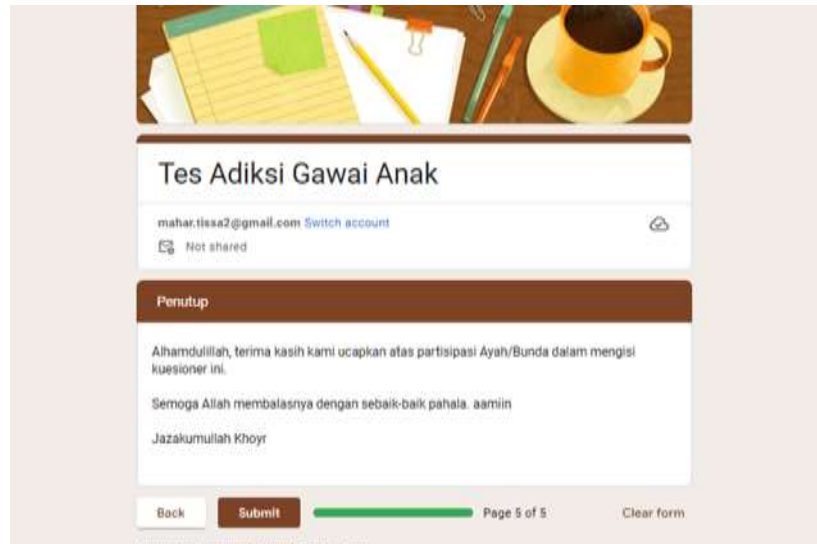 Tes Adiksi Gawai Anak
mahar.tissa2@gmail.com Switch account
Not shared
Penutup
Alhamdulillah, terima kasih kami ucapkan atas partisipasi Ayah/Bunda dalam mengisi
kuesioner ini.
Semoga Allah membalasnya dengan sebaik-baik pahala. aamiin
Jazakumullah Khoyr
Back Submit Page 5 of 5 Clear form